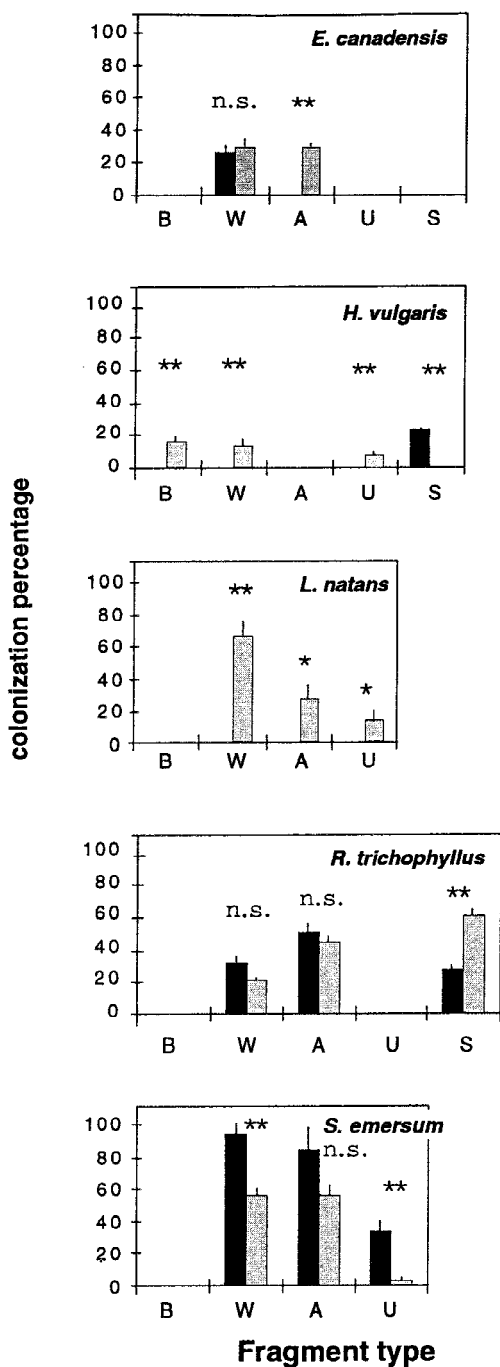 colonization percentage
100
E. canadensis
80
n.s. **
60
40
20
0
B W A U S
100
H. vulgaris
80
60
** ** ** **
40
20
0
B W A U S
100
L. natans
**
80
60
*
40
*
20
0
B W A U
100
R. trichophyllus
80
n.s. n.s. **
60
40
20
0
B W A U S
100
S. emersum
**
80
n.s.
60
**
40
20
0
B W A U
Fragment type